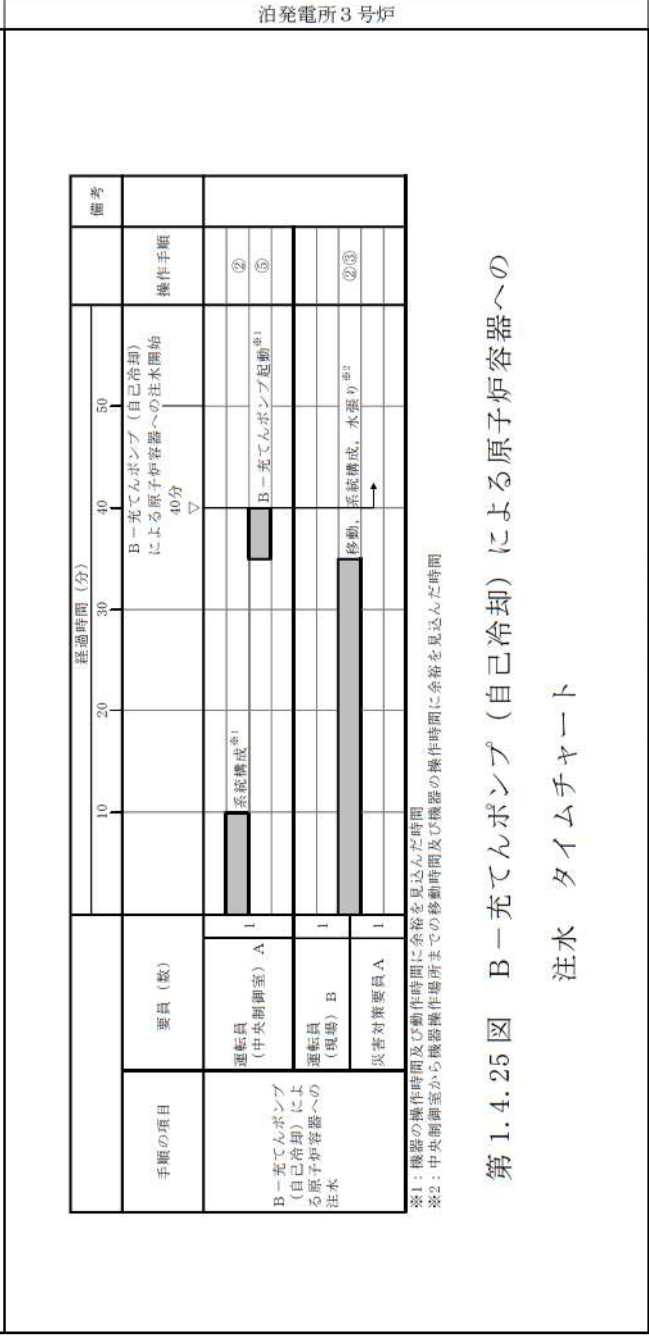 泊発電所3号炉
手順の項目
要員(数)
経過時間(分)
10
20
30
40
50
操作手順
備考
B-充てんポンプ(自己冷却)
による原子炉容器への注水開始
40分
▽
B-充てんポンプ
(自己冷却)によ
る原子炉容器への
注水
運転員
(中央制御室)A
1
系統構成※1
②
B-充てんポンプ起動※1
⑤
運転員
(現場)B
1
移動,系統構成,水張り※2
②③
災害対策要員A
1
※1:機器の操作時間及び動作時間に余裕を見込んだ時間
※2:中央制御室から機器操作場所までの移動時間及び機器の操作時間に余裕を見込んだ時間
第1.4.25図 B-充てんポンプ(自己冷却)による原子炉容器への
注水 タイムチャート